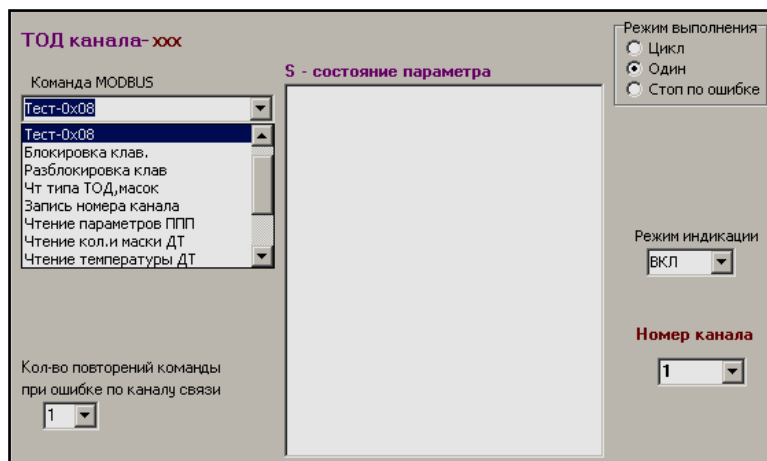 ТОД канала- xxx
Команда MODBUS
Тест-0x08
Тест-0x08
Блокировка клав.
Разблокировка клав
Чт типа ТОД,масок
Запись номера канала
Чтение параметров ППП
Чтение кол.и маски ДТ
Чтение температуры ДТ
Кол-во повторений команды
при ошибке по каналу связи
1
S - состояние параметра
Режим выполнения
Цикл
Один
Стоп по ошибке
Режим индикации
ВКЛ
Номер канала
1